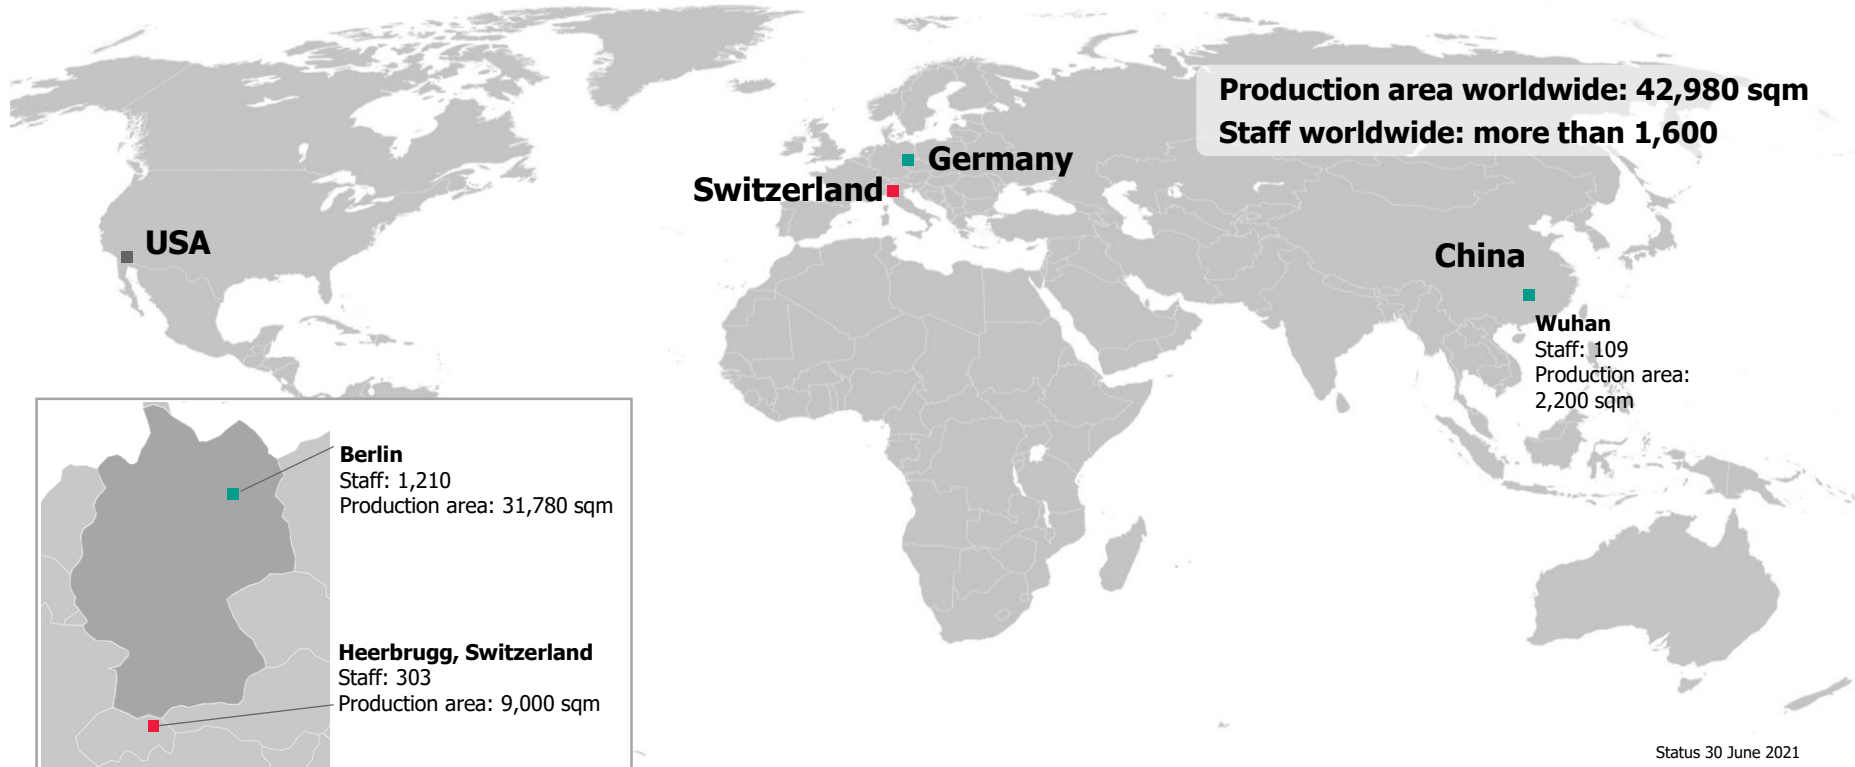 Production area worldwide: 42,980 sqm
Staff worldwide: more than 1,600
Germany
Switzerland
USA
China
Wuhan
Staff: 109
Production area:
2,200 sqm
Berlin
Staff: 1,210
Production area: 31,780 sqm
Heerbrugg, Switzerland
Staff: 303
Production area: 9,000 sqm
Status 30 June 2021